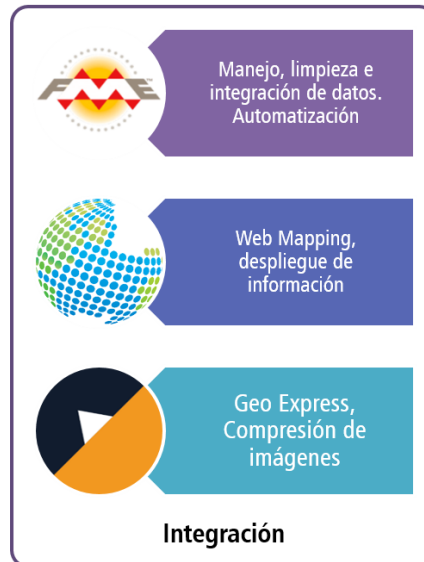 FME
Manejo, limpieza e
integración de datos.
Automatización
Web Mapping,
despliegue de
información
Geo Express,
Compresión de
imágenes
Integración